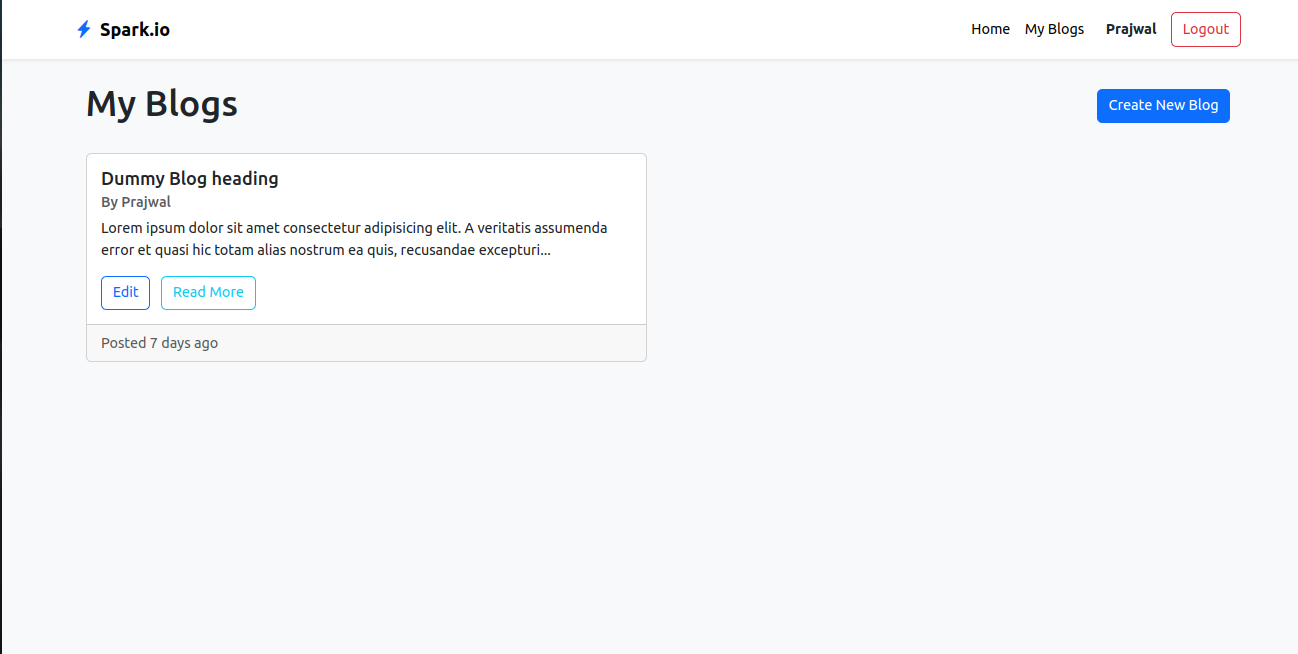 Spark.io
Home My Blogs Prajwal Logout
My Blogs
Create New Blog
Dummy Blog heading
By Prajwal
Lorem ipsum dolor sit amet consectetur adipisicing elit. A veritatis assumenda
error et quasi hic totam alias nostrum ea quis, recusandae excepturi...
Edit Read More
Posted 7 days ago